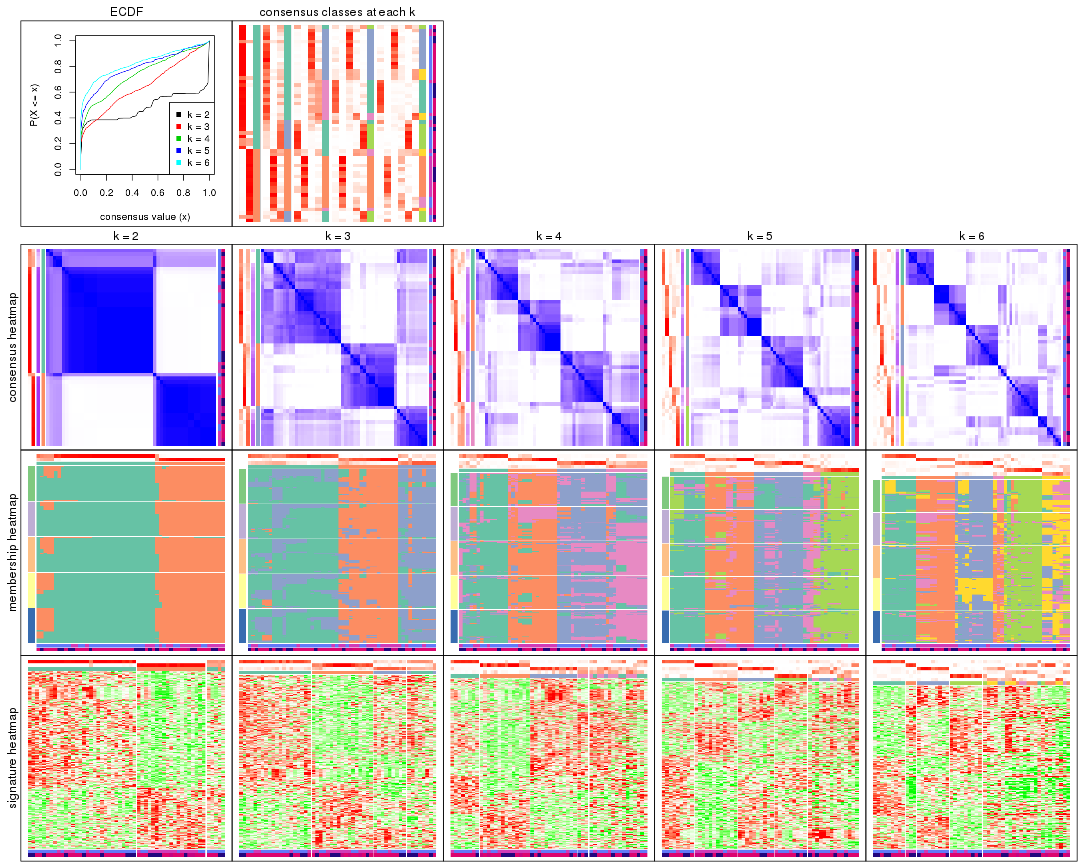 ECDF
consensus classes at each k
P(X <= x)
0.0 0.2 0.4 0.6 0.8 1.0
k = 2
k = 3
k = 4
k = 5
k = 6
0.0 0.2 0.4 0.6 0.8 1.0
consensus value (x)
k = 2
k = 3
k = 4
k = 5
k = 6
consensus heatmap
membership heatmap
signature heatmap